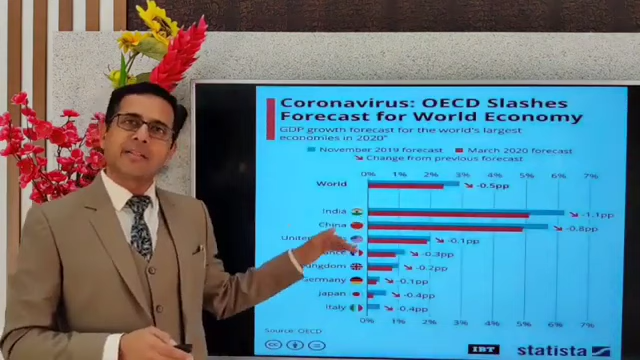 Coronavirus: OECD Slashes
Forecast for World Economy
GDP growth forecast for the world's largest
economies in 2020*
November 2019 forecast March 2020 forecast
Change from previous forecast
0% 1% 2% 3% 4% 5% 6% 7%
World -0.5pp
India -1.1pp
China -0.8pp
United -0.1pp
-0.3pp
Kingdom -0.2pp
Germany -0.1pp
Japan -0.4pp
Italy -0.4pp
0% 1% 2% 3% 4% 5% 6% 7%
Source: OECD
IBT statista